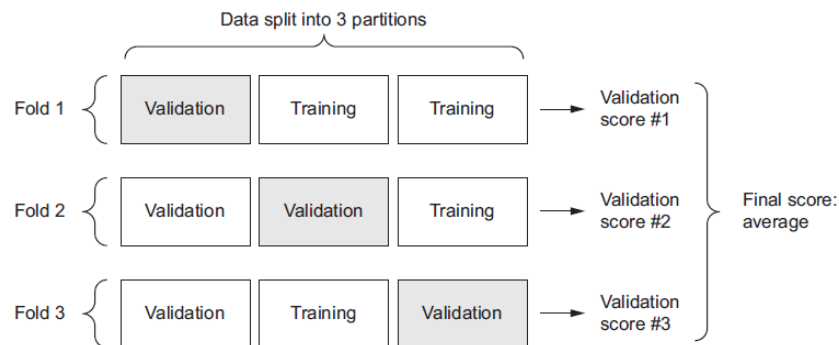 Data split into 3 partitions
Fold 1
Validation
Training
Training
Validation
score #1
Fold 2
Validation
Validation
Training
Validation
score #2
Final score:
average
Fold 3
Validation
Training
Validation
Validation
score #3